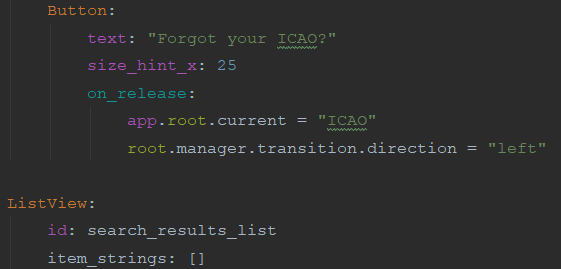 Button:
text: "Forgot your ICAO?"
size_hint_x: 25
on_release:
app.root.current = "ICAO"
root.manager.transition.direction = "left"
ListView:
id: search_results_list
item_strings: []